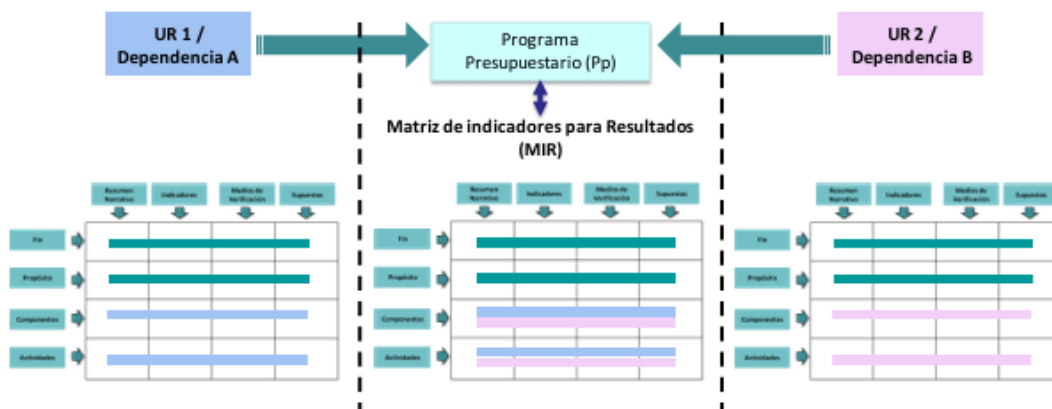 UR 1 /
Dependencia A
Programa
Presupuestario (Pp)
UR 2 /
Dependencia B
Matriz de indicadores para Resultados
(MIR)
Resumen
Narrativo
Indicadores
Medios de
Verificación
Supuestos
Fin
Propósito
Componentes
Actividades
Resumen
Narrativo
Indicadores
Medios de
Verificación
Supuestos
Fin
Propósito
Componentes
Actividades
Resumen
Narrativo
Indicadores
Medios de
Verificación
Supuestos
Fin
Propósito
Componentes
Actividades